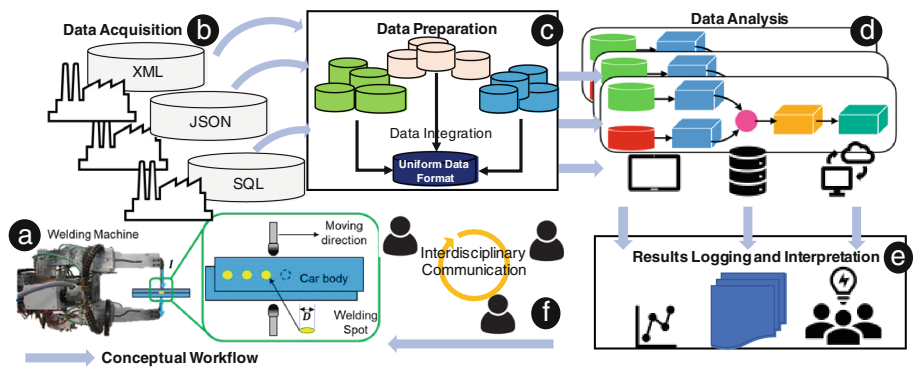 Data Acquisition
b
XML
JSON
SQL
Data Preparation
c
Data Integration
Uniform Data
Format
Data Analysis
d
a
Welding Machine
I
Moving
direction
Car body
D
Welding
Spot
Interdisciplinary
Communication
f
Results Logging and Interpretation
e
Conceptual Workflow